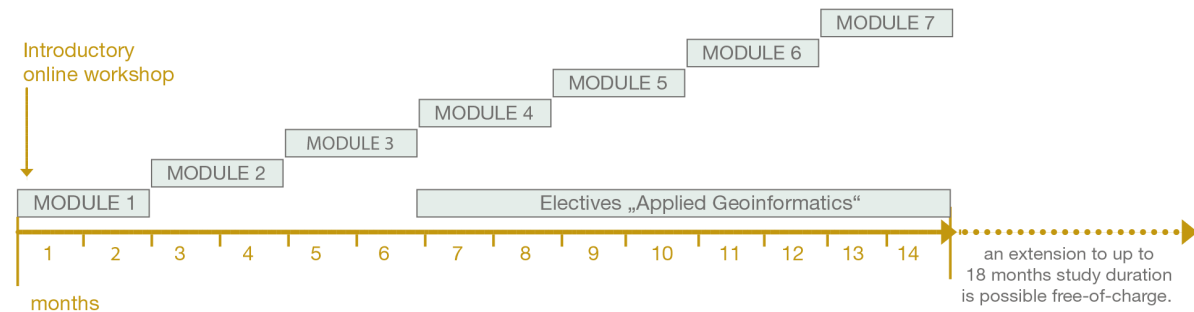 MODULE 7
MODULE 6
MODULE 5
MODULE 4
MODULE 3
MODULE 2
Introductory
online workshop
MODULE 1
Electives „Applied Geoinformatics“
1 2 3 4 5 6 7 8 9 10 11 12 13 14
months
an extension to up to
18 months study duration
is possible free-of-charge.